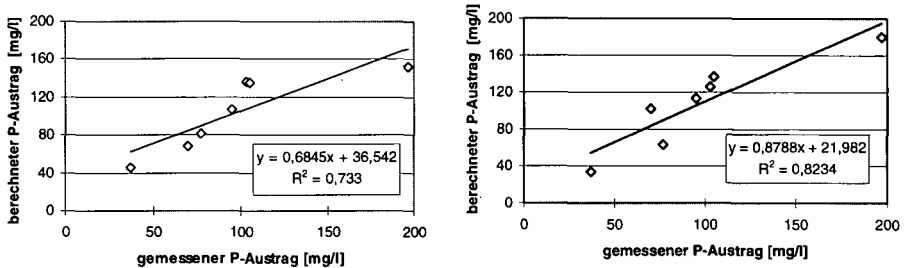 200
160
120
80
40
0
berechneter P-Austrag [mg/l]
y = 0,6845x + 36,542
R² = 0,733
0 50 100 150 200
gemessener P-Austrag [mg/l]
200
160
120
80
40
0
berechneter P-Austrag [mg/l]
y = 0,8788x + 21,982
R² = 0,8234
0 50 100 150 200
gemessener P-Austrag [mg/l]